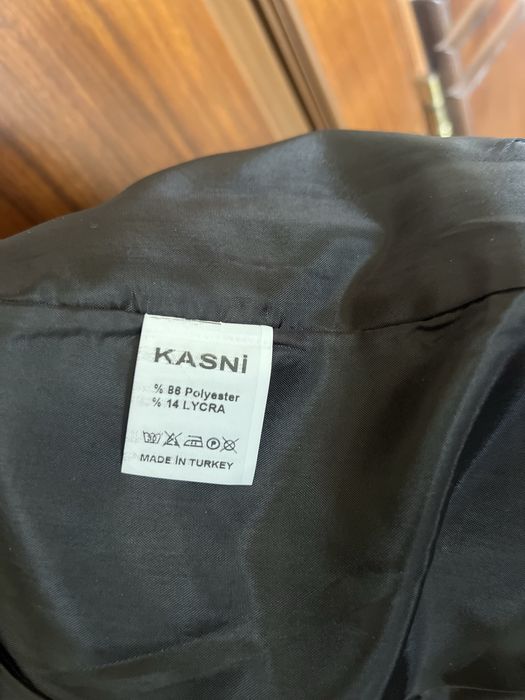 KASNi
% 86 Polyester
% 14 LYCRA
MADE İN TURKEY